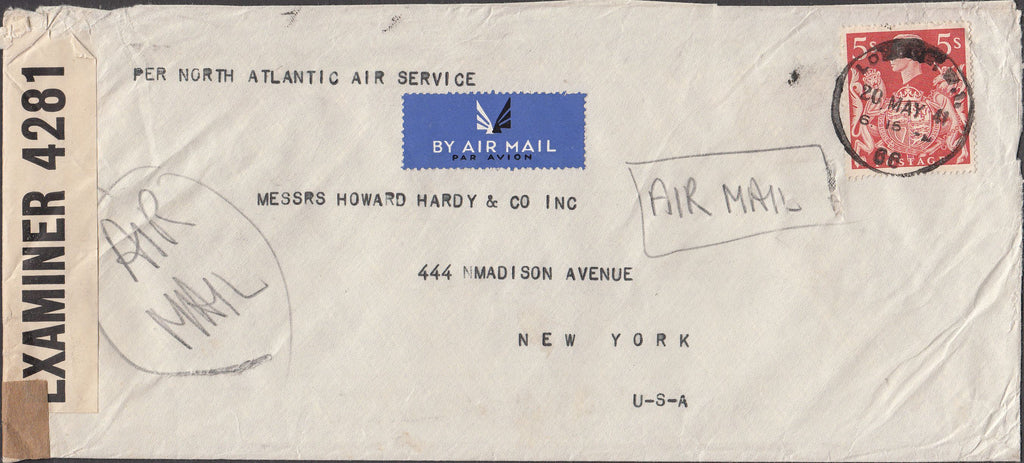 EXAMINER 4281
PER NORTH ATLANTIC AIR SERVICE
BY AIR MAIL
PAR AVION
5S 5S
20 MAY 41
MESSRS HOWARD HARDY & CO INC
AIR MAIL
AIR
MAIL
444 NMADISON AVENUE
NEW YORK
U-S-A